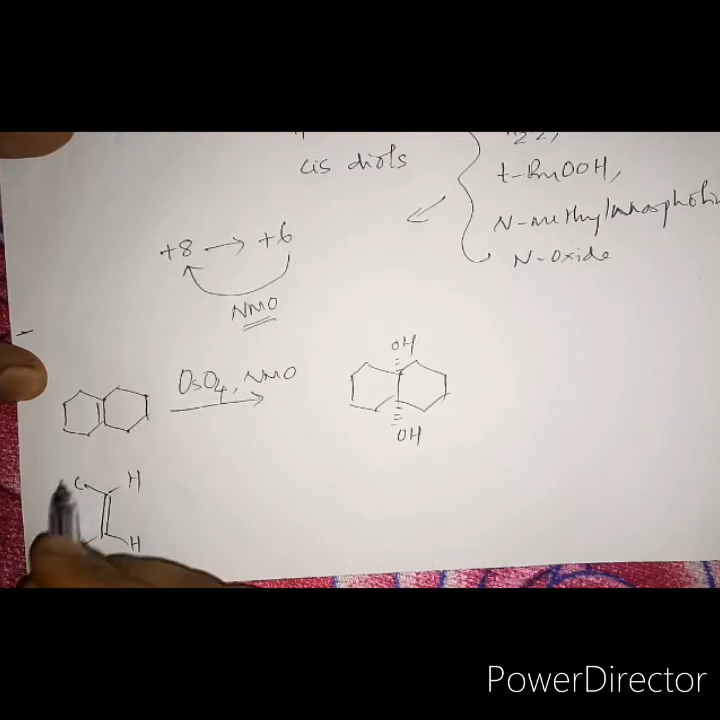 cis diols
t-BuOOH,
N-methylmorpholin
N-Oxide
+8 → +6
NMO
OH
OsO4, NMO
OH
C H
H
PowerDirector